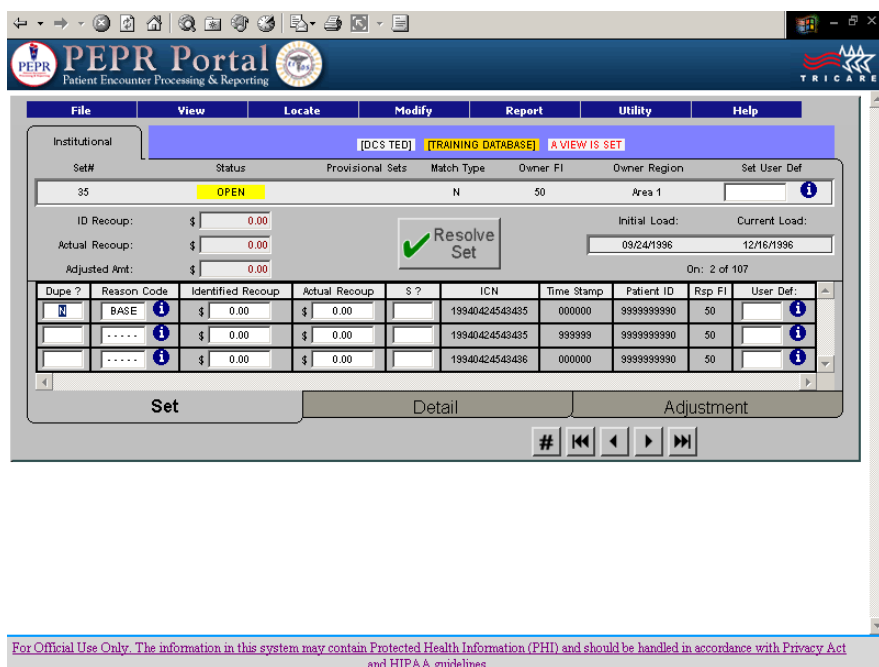 PEPR
PEPR Portal
Patient Encounter Processing & Reporting
TRICARE
File View Locate Modify Report Utility Help
Institutional
[DCS TED] [TRAINING DATABASE] A VIEW IS SET
Set# Status Provisional Sets Match Type Owner FI Owner Region Set User Def
35 OPEN N 50 Area 1
ID Recoup: $ 0.00 Resolve Set Initial Load: Current Load:
Actual Recoup: $ 0.00 09/24/1996 12/16/1996
Adjusted Amt: $ 0.00 On: 2 of 107
Dupe ? Reason Code Identified Recoup Actual Recoup S ? ICN Time Stamp Patient ID Rsp FI User Def:
N BASE $ 0.00 $ 0.00 19940424543435 000000 9999999990 50
- - - - - $ 0.00 $ 0.00 19940424543435 999999 9999999990 50
- - - - - $ 0.00 $ 0.00 19940424543436 000000 9999999990 50
Set Detail Adjustment
#
For Official Use Only. The information in this system may contain Protected Health Information (PHI) and should be handled in accordance with Privacy Act
and HIPAA guidelines